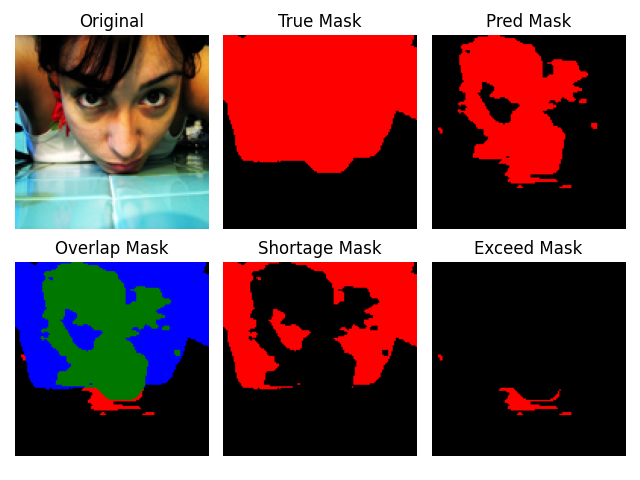 Original
True Mask
Pred Mask
Overlap Mask
Shortage Mask
Exceed Mask